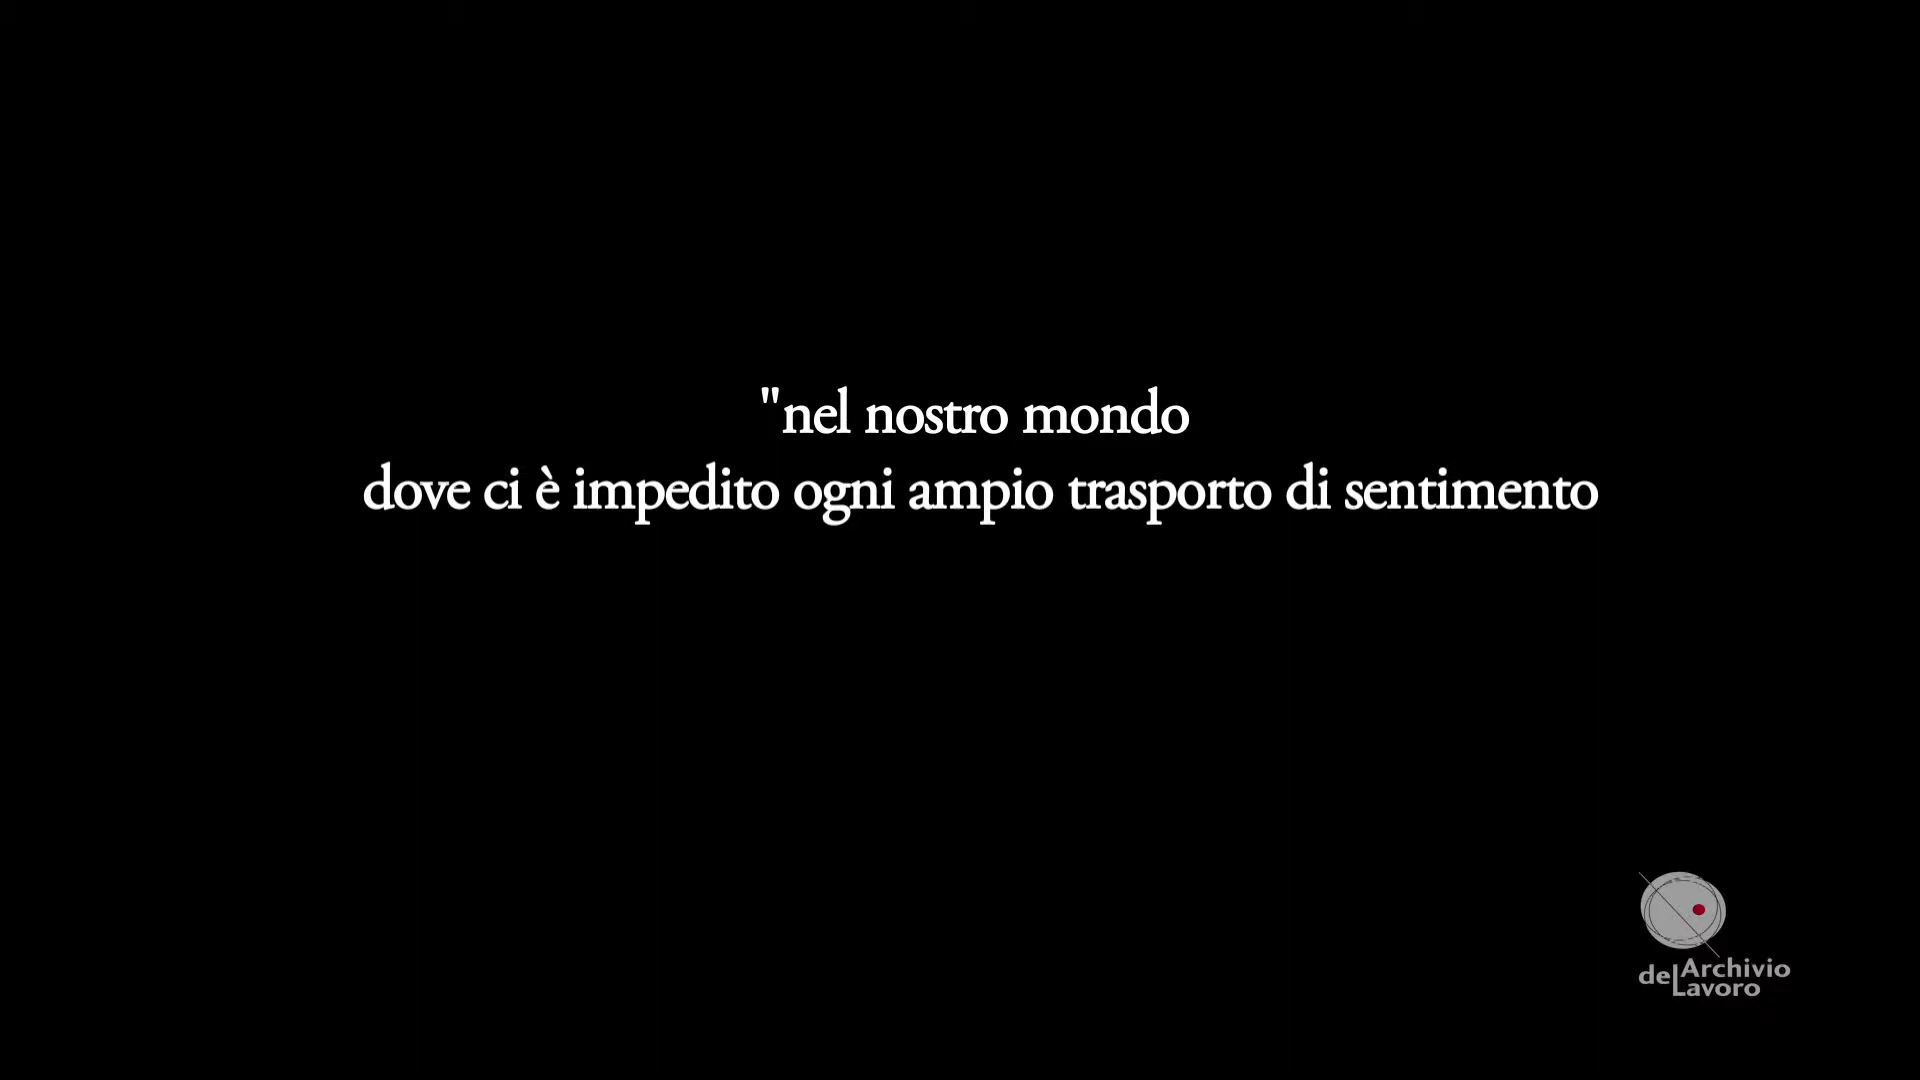 "nel nostro mondo
dove ci è impedito ogni ampio trasporto di sentimento
Archivio
del Lavoro